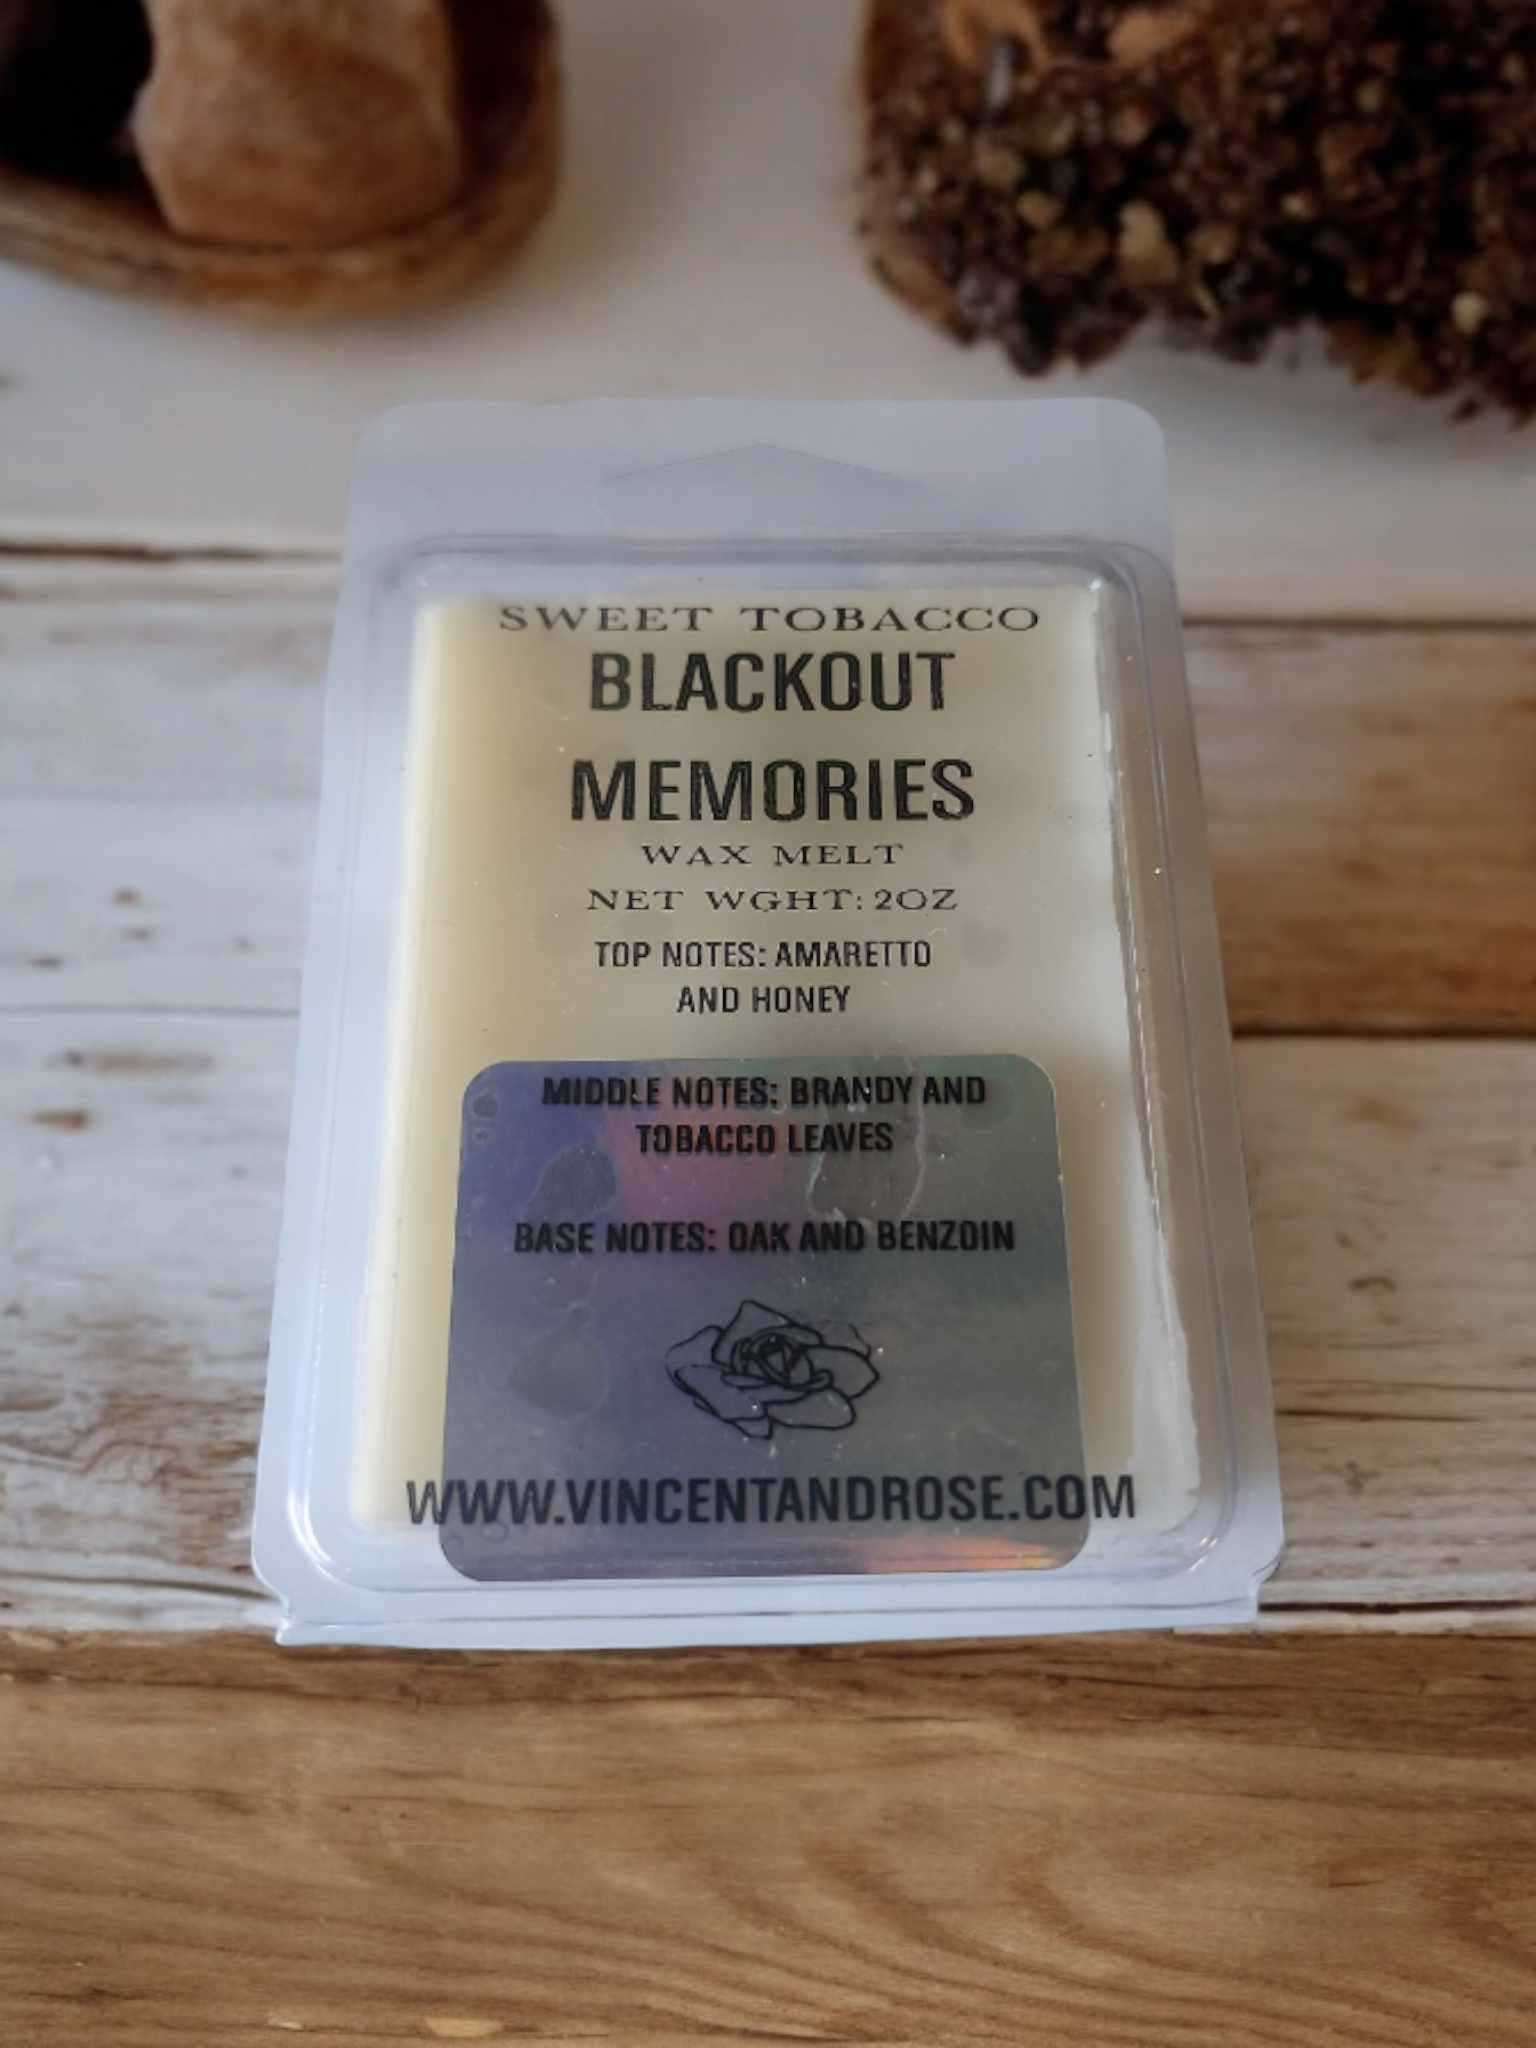 SWEET TOBACCO
BLACKOUT
MEMORIES
WAX MELT
NET WGHT: 2OZ
TOP NOTES: AMARETTO
AND HONEY
MIDDLE NOTES: BRANDY AND
TOBACCO LEAVES
BASE NOTES: OAK AND BENZOIN
WWW.VINCENTANDROSE.COM